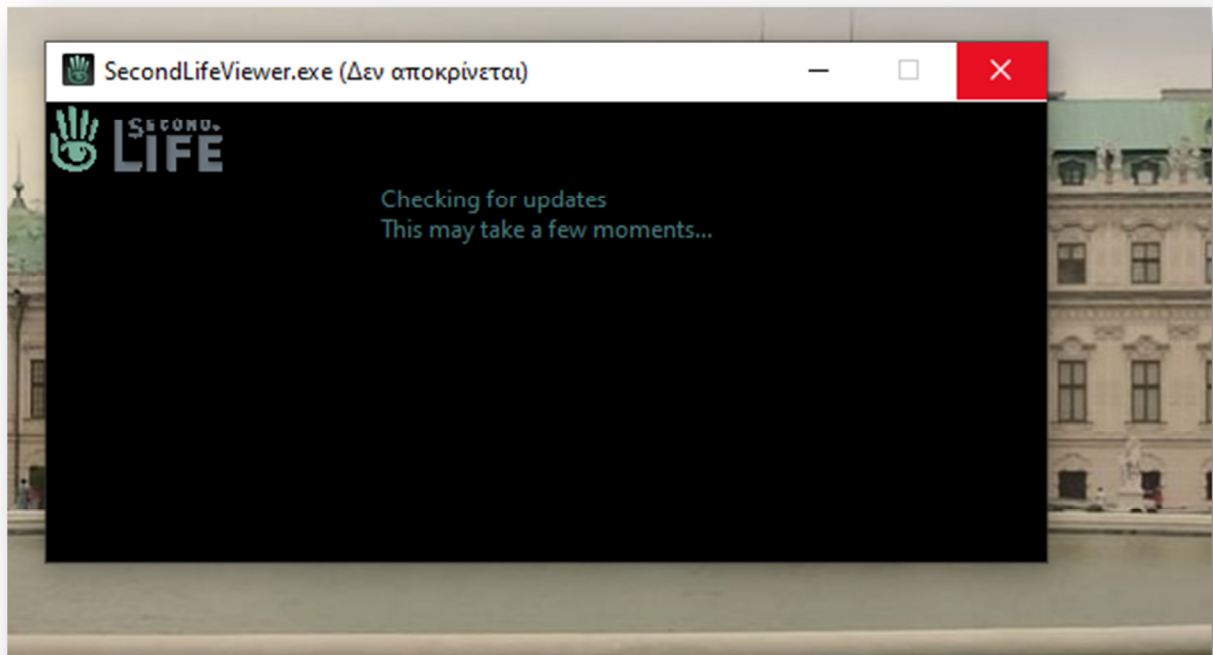 SecondLifeViewer.exe (Δεν αποκρίνεται)
SECOND
LIFE
Checking for updates
This may take a few moments...